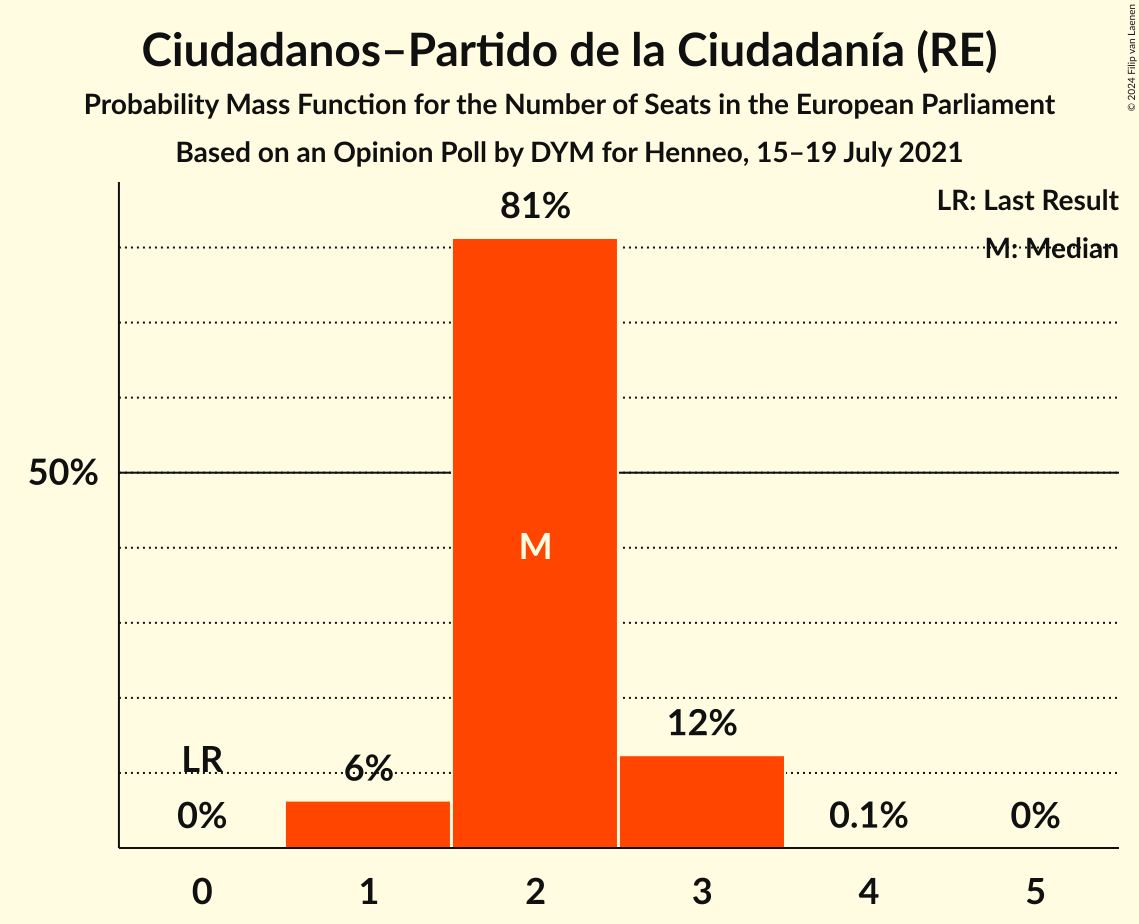 Ciudadanos–Partido de la Ciudadanía (RE)
Probability Mass Function for the Number of Seats in the European Parliament
Based on an Opinion Poll by DYM for Henneo, 15–19 July 2021
© 2024 Filip van Laenen
LR: Last Result
M: Median
81%
50%
M
12%
LR
6%
0%
0.1%
0%
0 1 2 3 4 5